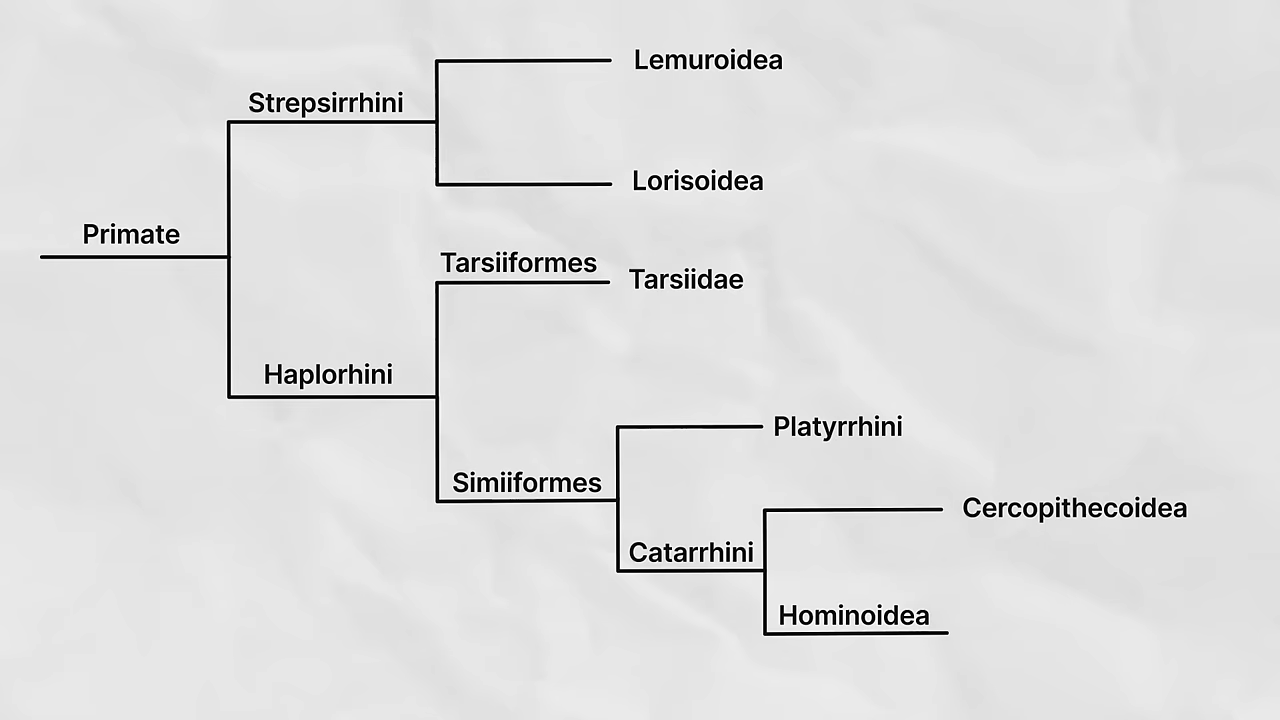 Lemuroidea
Strepsirrhini
Lorisoidea
Primate
Tarsiiformes
Tarsiidae
Haplorhini
Platyrrhini
Simiiformes
Cercopithecoidea
Catarrhini
Hominoidea